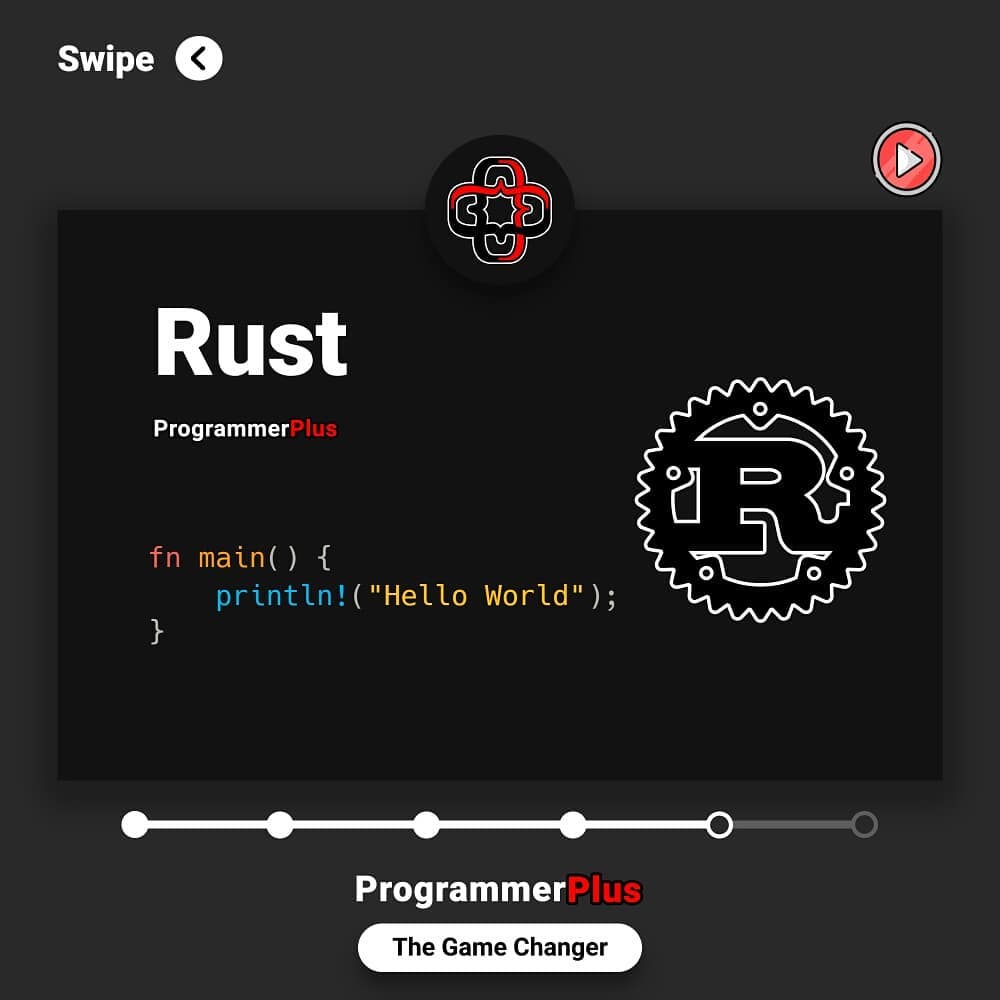 Swipe
Rust
ProgrammerPlus
fn main() {
    println!("Hello World");
}
R
ProgrammerPlus
The Game Changer